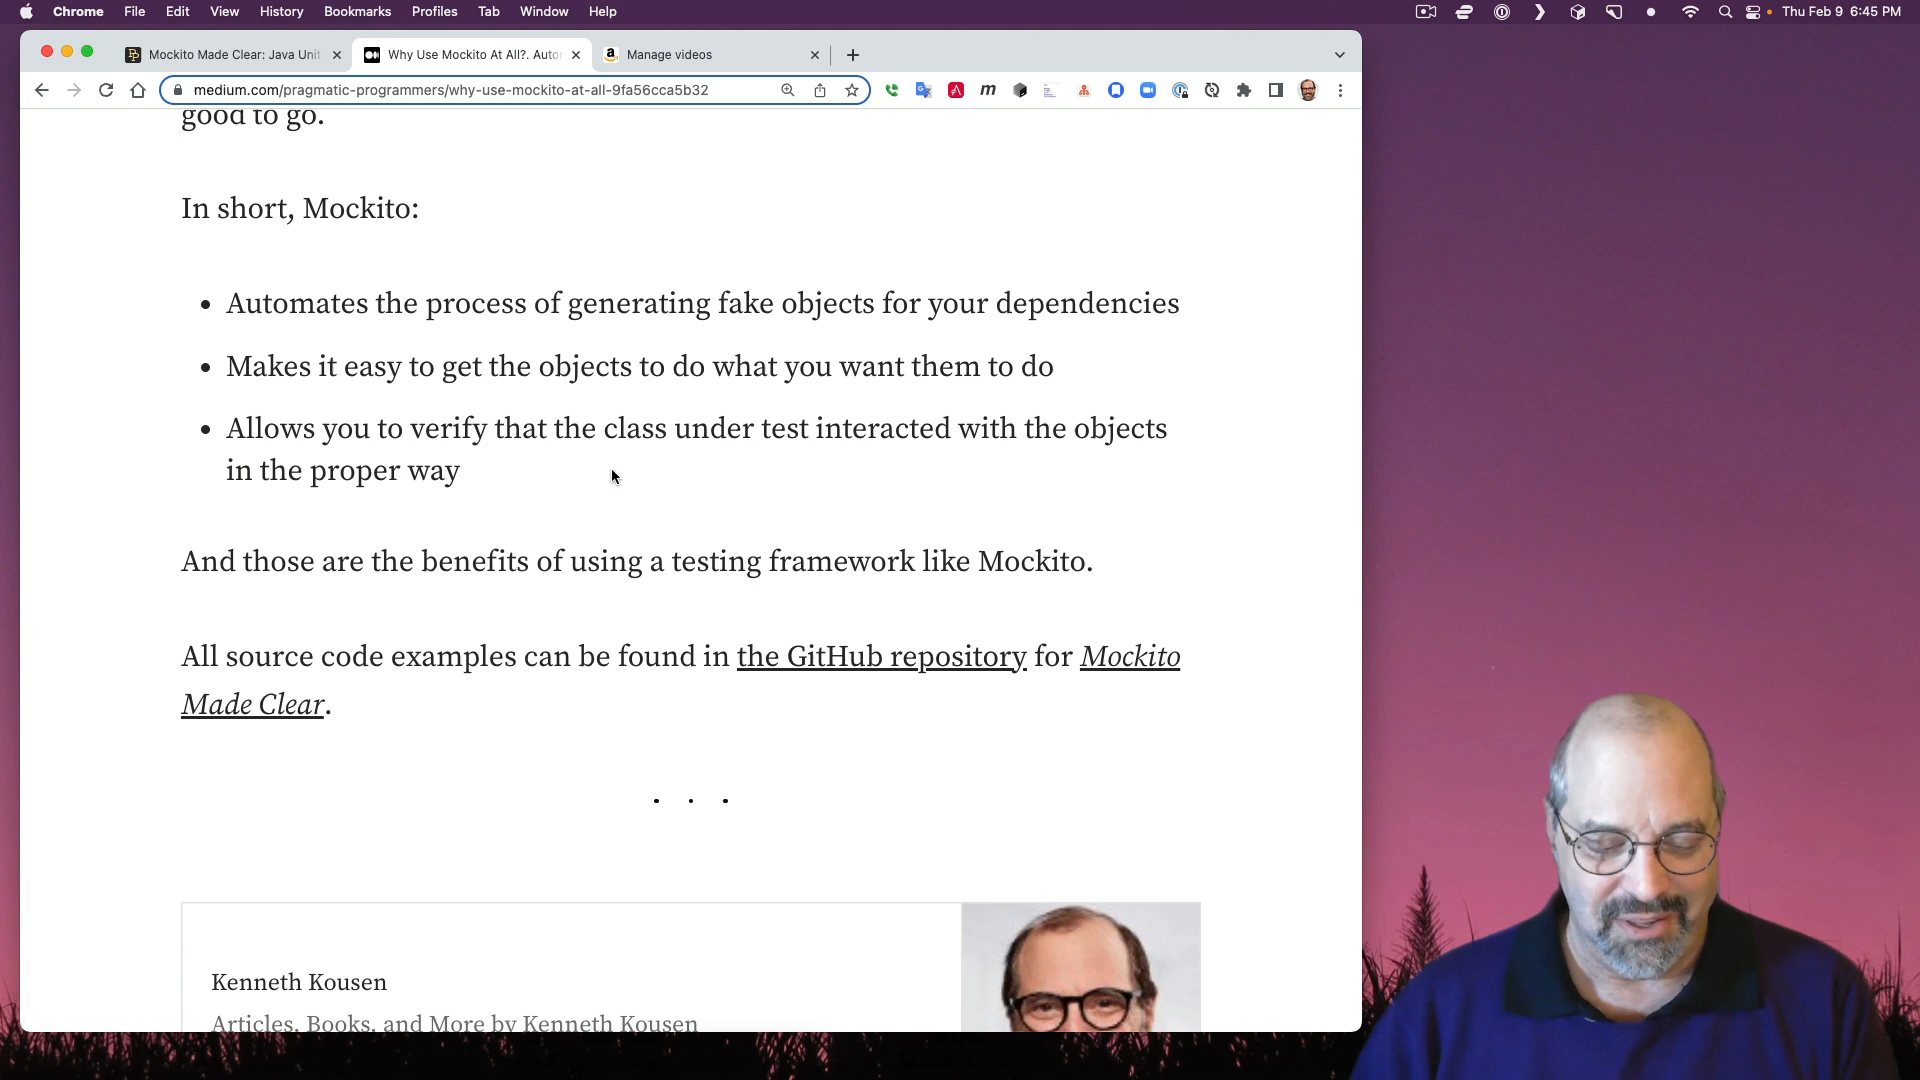 Chrome File Edit View History Bookmarks Profiles Tab Window Help Thu Feb 9 6:45 PM
Mockito Made Clear: Java Unit
Why Use Mockito At All?. Auto
Manage videos
medium.com/pragmatic-programmers/why-use-mockito-at-all-9fa56cca5b32
good to go.
In short, Mockito:
• Automates the process of generating fake objects for your dependencies
• Makes it easy to get the objects to do what you want them to do
• Allows you to verify that the class under test interacted with the objects
in the proper way
And those are the benefits of using a testing framework like Mockito.
All source code examples can be found in the GitHub repository for Mockito
Made Clear.
. . .
Kenneth Kousen
Articles, Books, and More by Kenneth Kousen